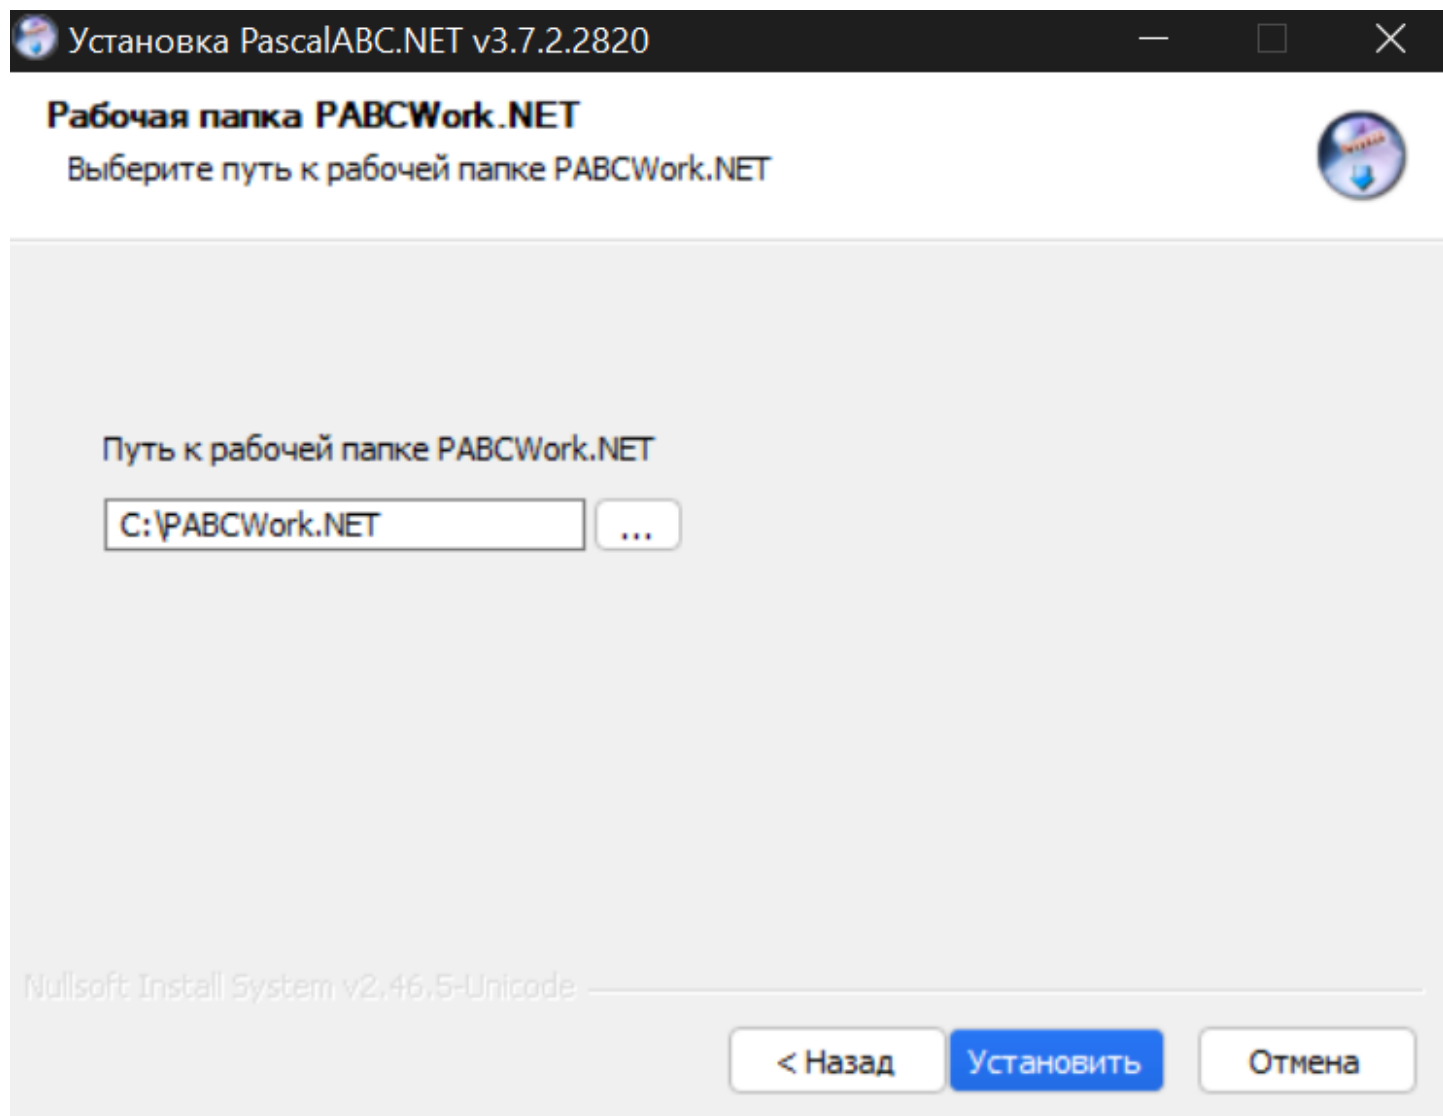 Установка PascalABC.NET v3.7.2.2820
Рабочая папка PABCWork.NET
Выберите путь к рабочей папке PABCWork.NET
Путь к рабочей папке PABCWork.NET
C:\PABCWork.NET
...
Nullsoft Install System v2.46.5-Unicode
< Назад
Установить
Отмена